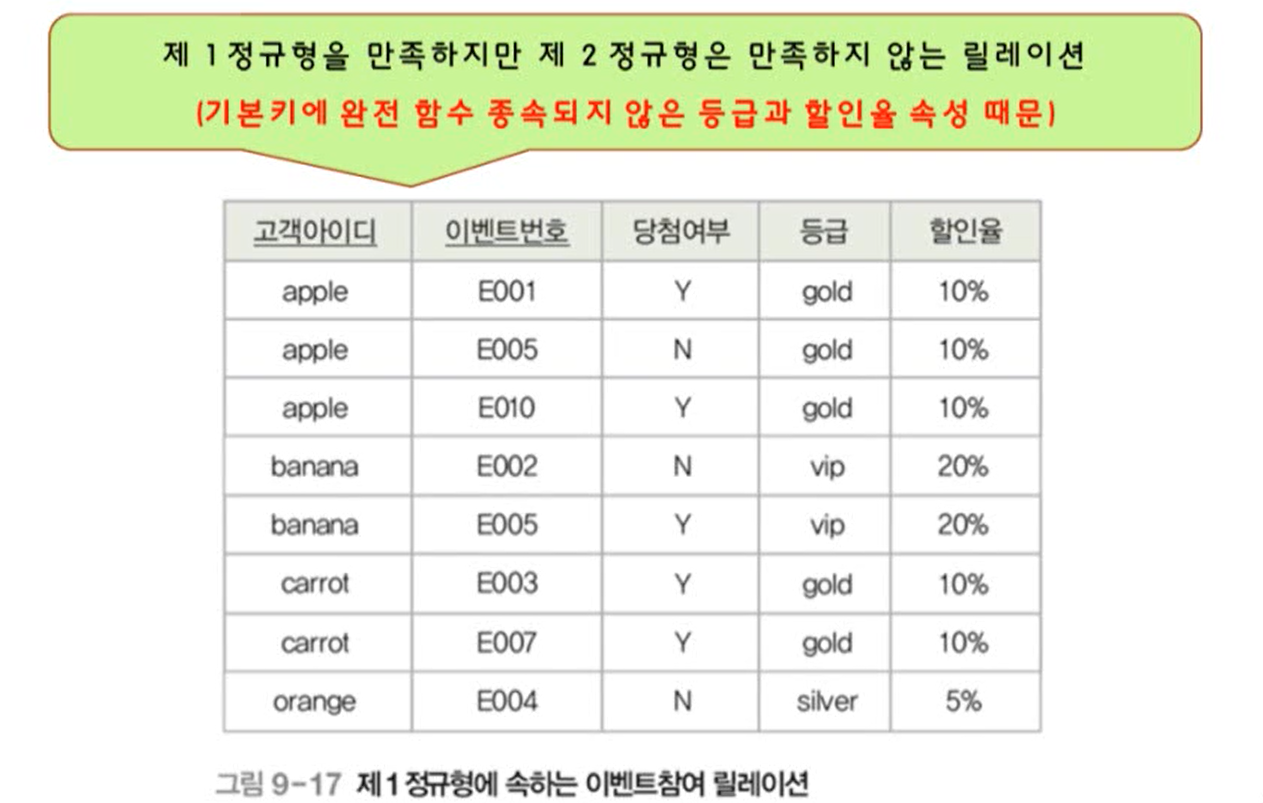 제 1 정규형을 만족하지만 제 2 정규형은 만족하지 않는 릴레이션
(기본키에 완전 함수 종속되지 않은 등급과 할인율 속성 때문)
고객아이디 이벤트번호 당첨여부 등급 할인율
apple E001 Y gold 10%
apple E005 N gold 10%
apple E010 Y gold 10%
banana E002 N vip 20%
banana E005 Y vip 20%
carrot E003 Y gold 10%
carrot E007 Y gold 10%
orange E004 N silver 5%
그림 9-17 제1정규형에 속하는 이벤트참여 릴레이션